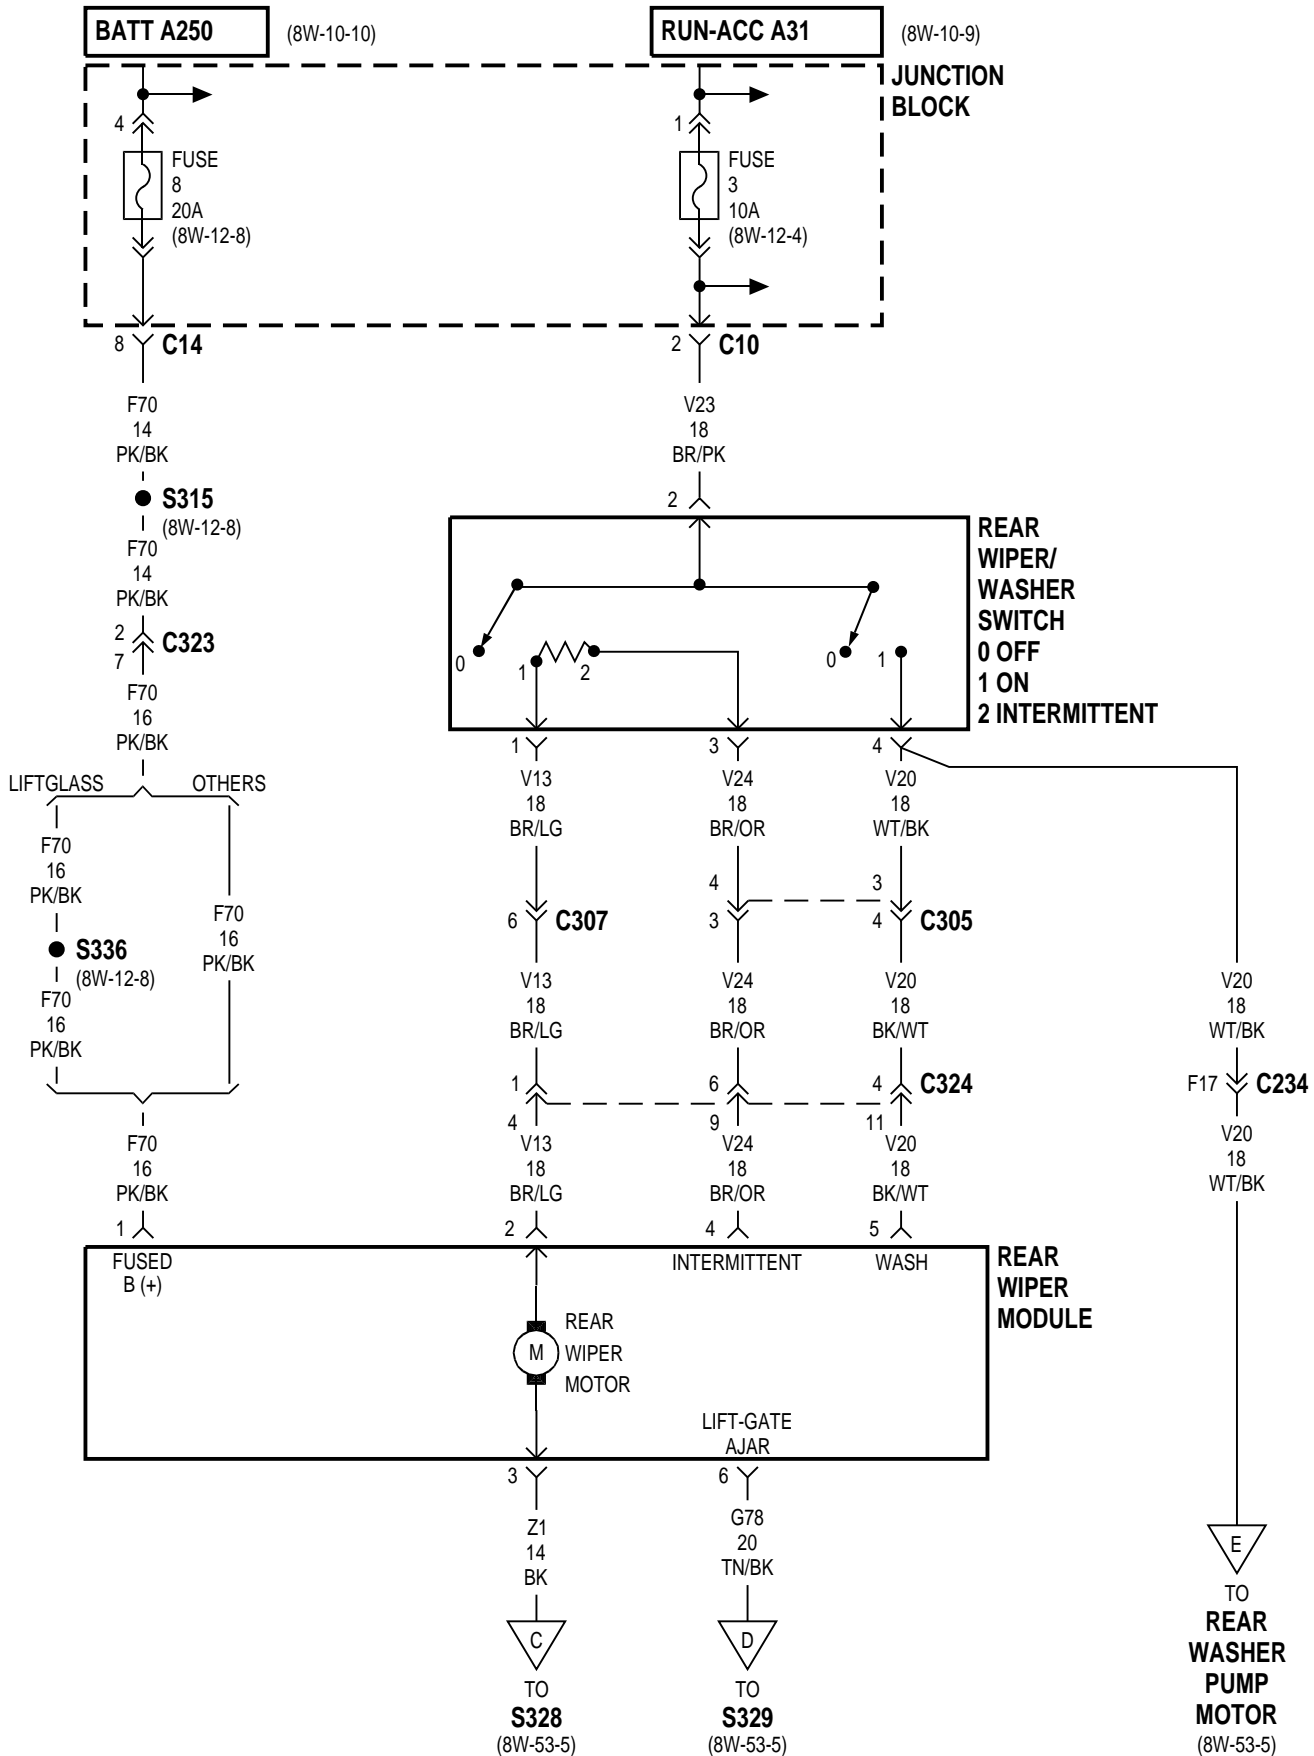 BATT A250
(8W-10-10)
RUN-ACC A31
(8W-10-9)
JUNCTION
BLOCK
4
FUSE
8
20A
(8W-12-8)
1
FUSE
3
10A
(8W-12-4)
8
C14
2
C10
F70
14
PK/BK
V23
18
BR/PK
S315
(8W-12-8)
F70
14
PK/BK
2
C323
7
F70
16
PK/BK
2
REAR
WIPER/
WASHER
SWITCH
0 OFF
1 ON
2 INTERMITTENT
0
1
2
0
1
LIFTGLASS
OTHERS
F70
16
PK/BK
S336
(8W-12-8)
F70
16
PK/BK
F70
16
PK/BK
1
3
4
V13
18
BR/LG
V24
18
BR/OR
V20
18
WT/BK
6
C307
4
3
3
4
C305
V13
18
BR/LG
V24
18
BR/OR
V20
18
BK/WT
V20
18
WT/BK
1
6
4
C324
F17
C234
4
9
11
F70
16
PK/BK
V13
18
BR/LG
V24
18
BR/OR
V20
18
BK/WT
V20
18
WT/BK
1
2
4
5
FUSED
B (+)
INTERMITTENT
WASH
REAR
WIPER
MODULE
M
REAR
WIPER
MOTOR
LIFT-GATE
AJAR
3
6
Z1
14
BK
G78
20
TN/BK
C
TO
S328
(8W-53-5)
D
TO
S329
(8W-53-5)
E
TO
REAR
WASHER
PUMP
MOTOR
(8W-53-5)